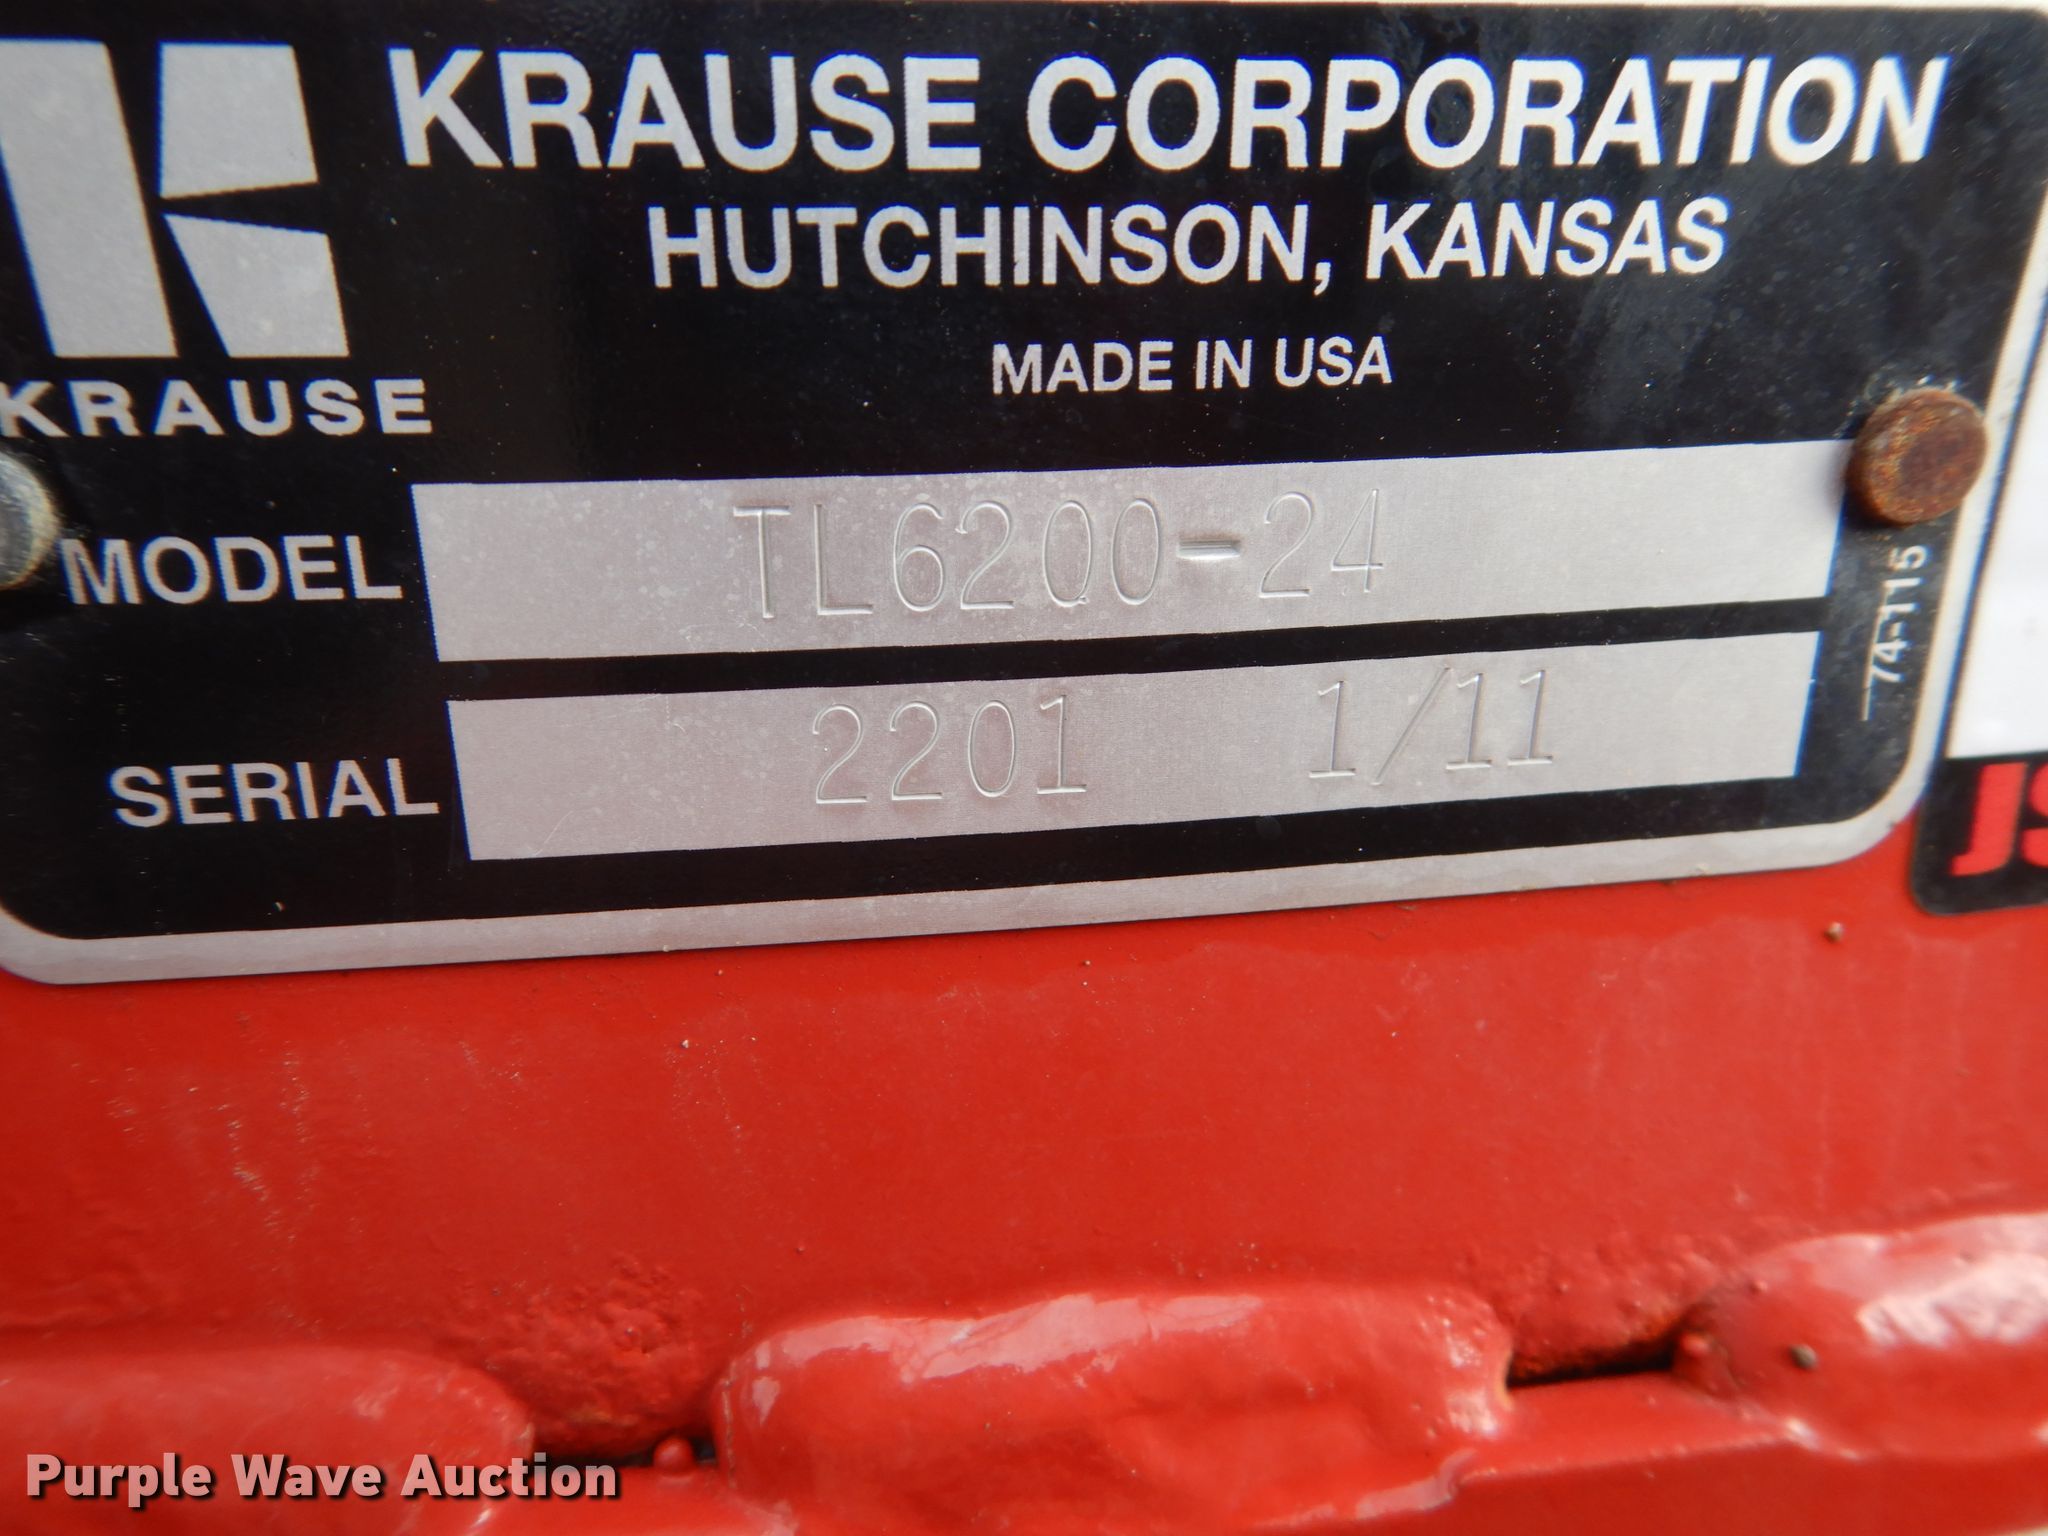 KRAUSE CORPORATION
HUTCHINSON, KANSAS
MADE IN USA
KRAUSE
MODEL TL6200-24
SERIAL 2201 1/11
74-115
Purple Wave Auction